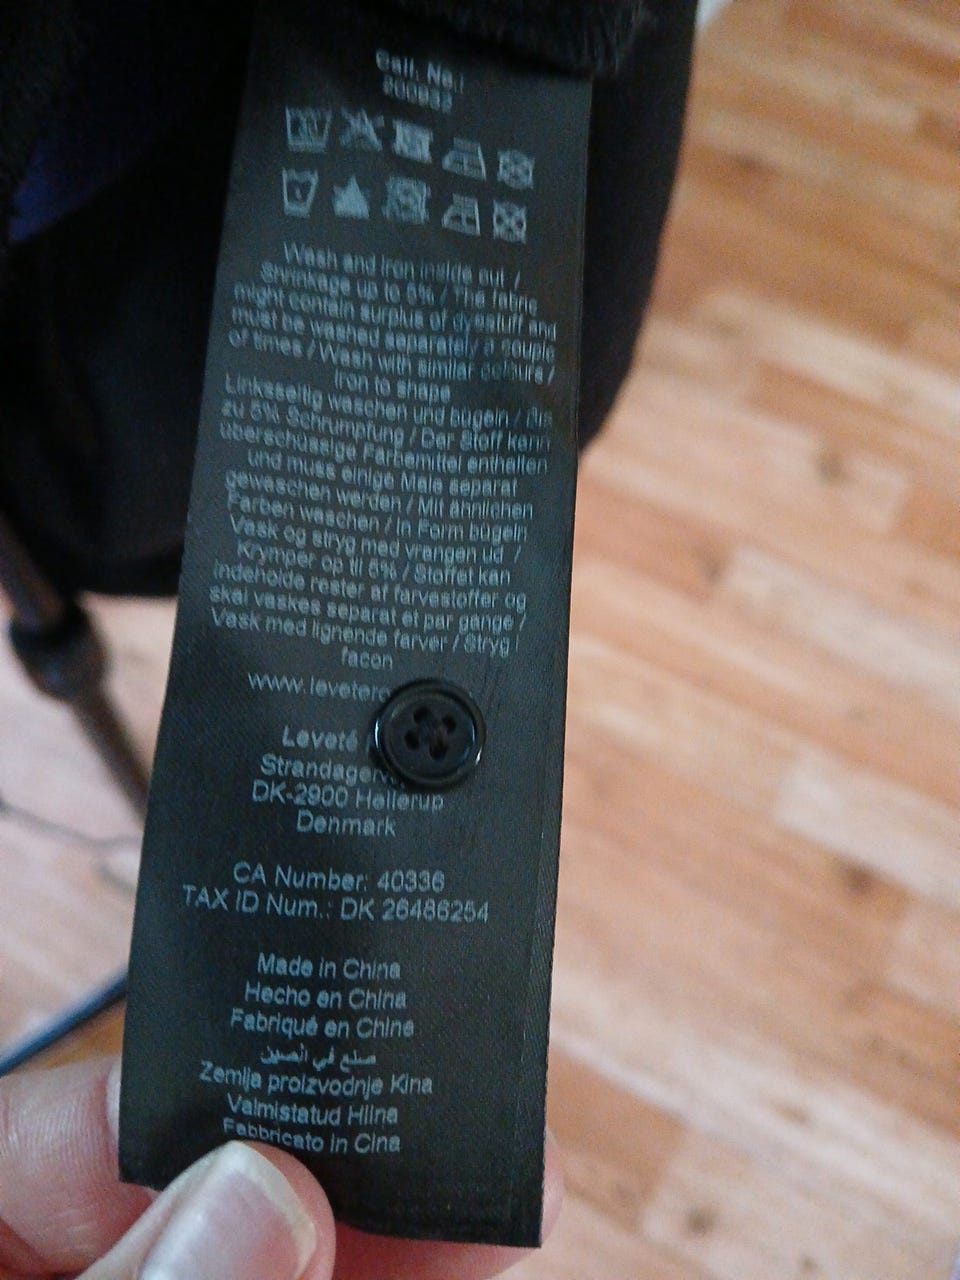 Call. No.:
Wash and iron inside out /
Shrinkage up to 5% / The fabric
might contain surplus of dyestuff and
must be washed separately a couple
of times / Wash with similar colours /
Iron to shape
Linksseitig waschen und bügeln / Bis
zu 5% Schrumpfung / Der Stoff kann
überschüssige Farbemittel enthalten
und muss einige Male separat
gewaschen werden / Mit ähnlichen
Farben waschen / In Form bügeln
Vask og stryg med vrangen ud /
Krymper op til 5% / Stoffet kan
indeholde rester af farvestoffer og
skal vaskes separat et par gange /
Vask med lignende farver / Stryg i
facon
www.levetero
Leveté
Strandager
DK-2900 Hellerup
Denmark
CA Number: 40336
TAX ID Num.: DK 26486254
Made in China
Hecho en China
Fabriqué en Chine
صنع في الصين
Zemlja proizvodnje Kina
Valmistatud Hiina
Fabbricato in Cina